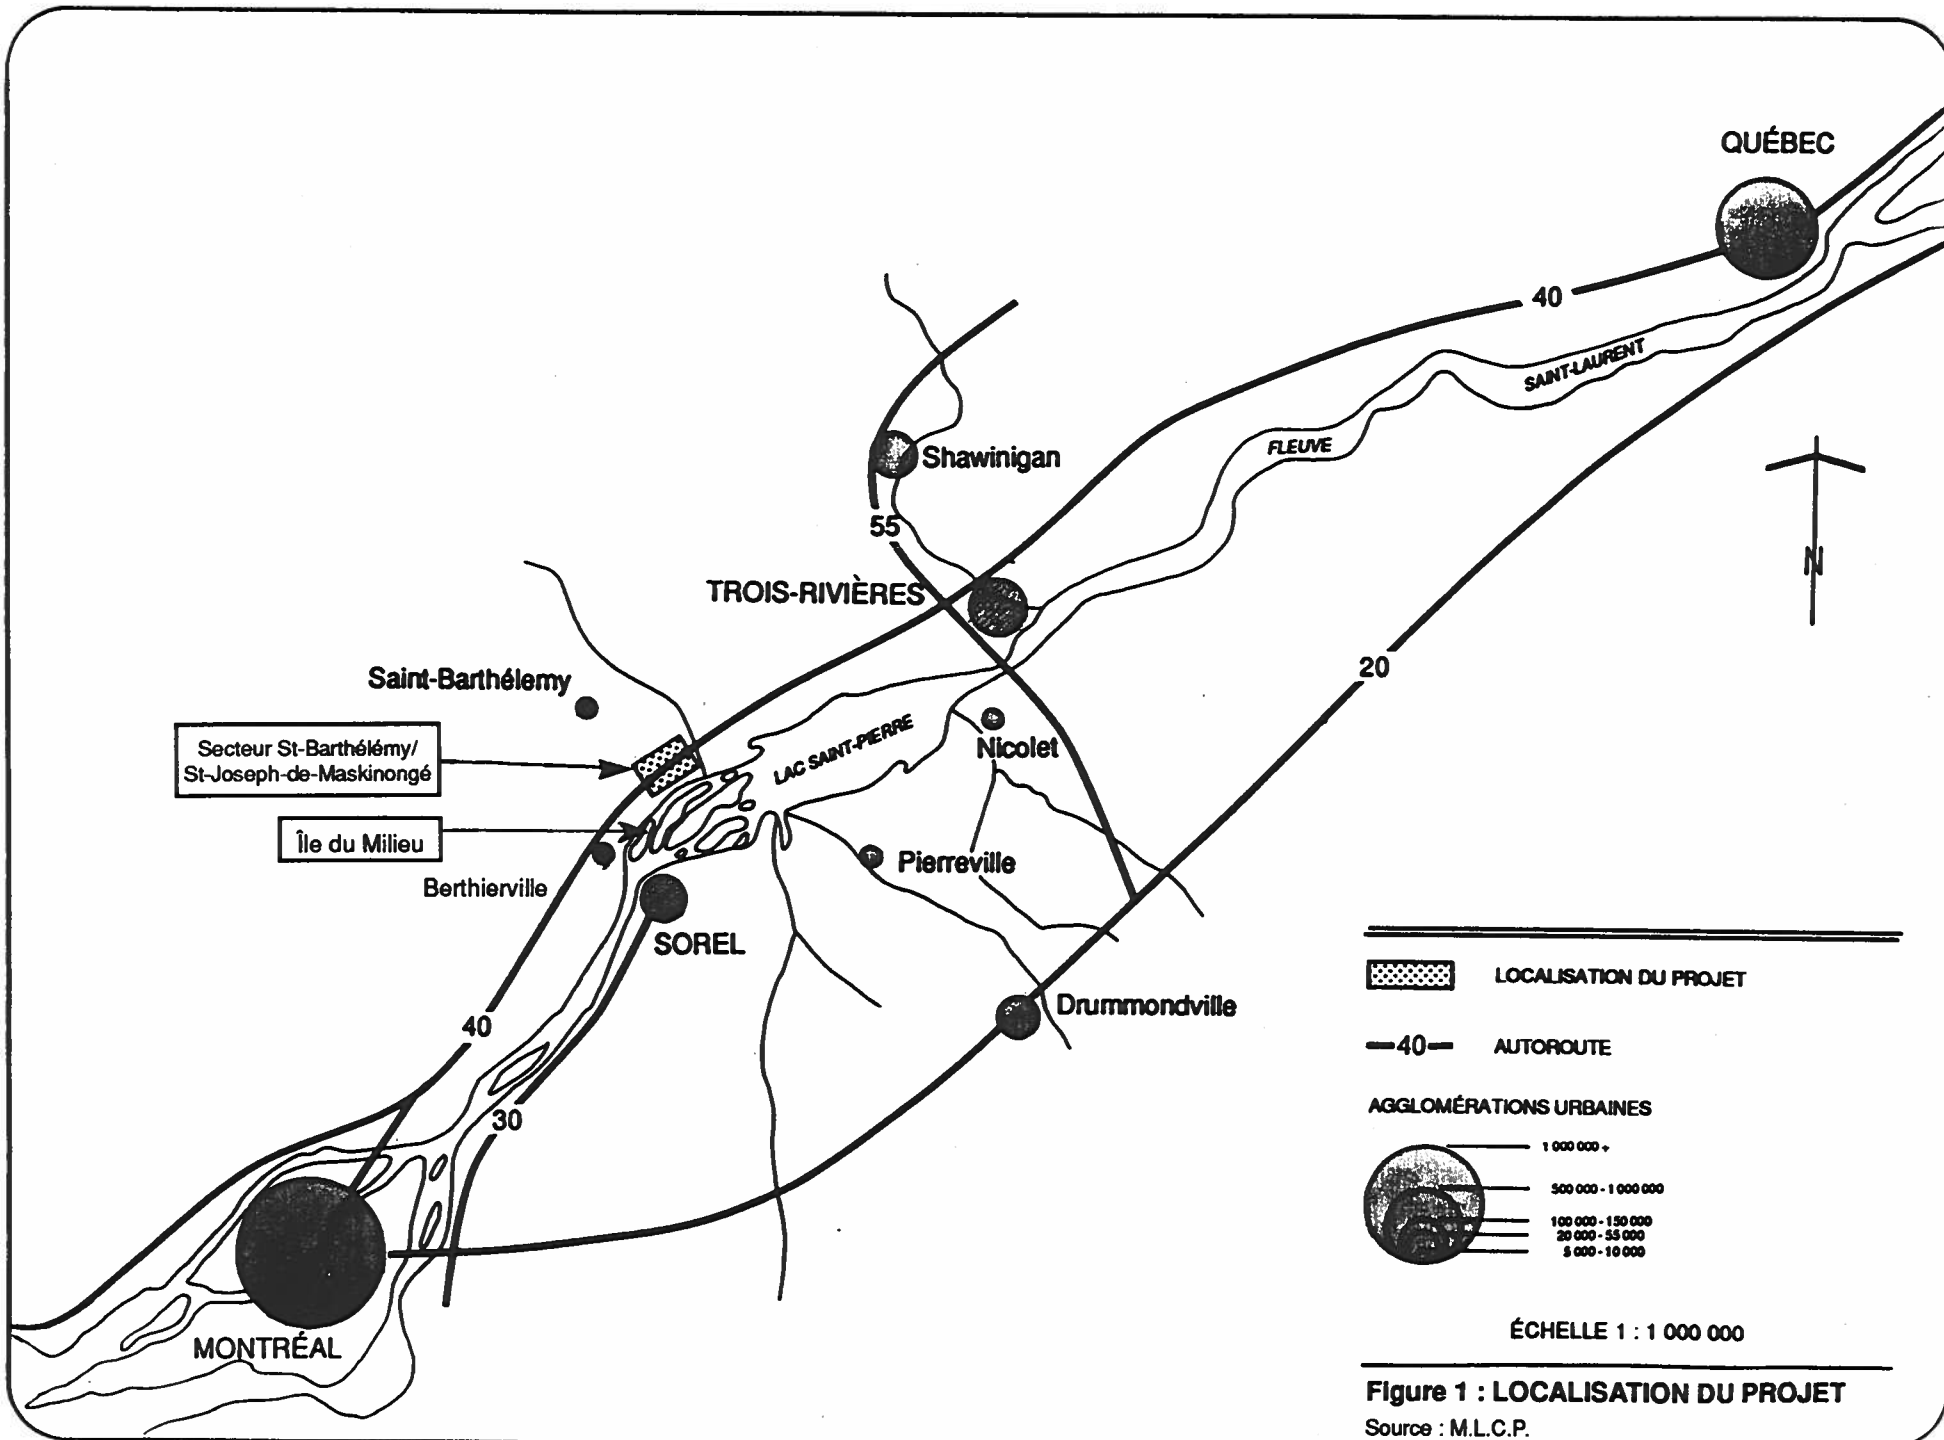 QUÉBEC
40
SAINT-LAURENT
FLEUVE
Shawinigan
55
N
TROIS-RIVIÈRES
20
Saint-Barthélemy
Secteur St-Barthélémy/
St-Joseph-de-Maskinongé
LAC SAINT-PIERRE
Nicolet
Île du Milieu
Pierreville
Berthierville
SOREL
Drummondville
40
30
MONTRÉAL
LOCALISATION DU PROJET
40
AUTOROUTE
AGGLOMÉRATIONS URBAINES
1 000 000 +
500 000 - 1 000 000
100 000 - 150 000
20 000 - 55 000
5 000 - 10 000
ÉCHELLE 1 : 1 000 000
Figure 1 : LOCALISATION DU PROJET
Source : M.L.C.P.